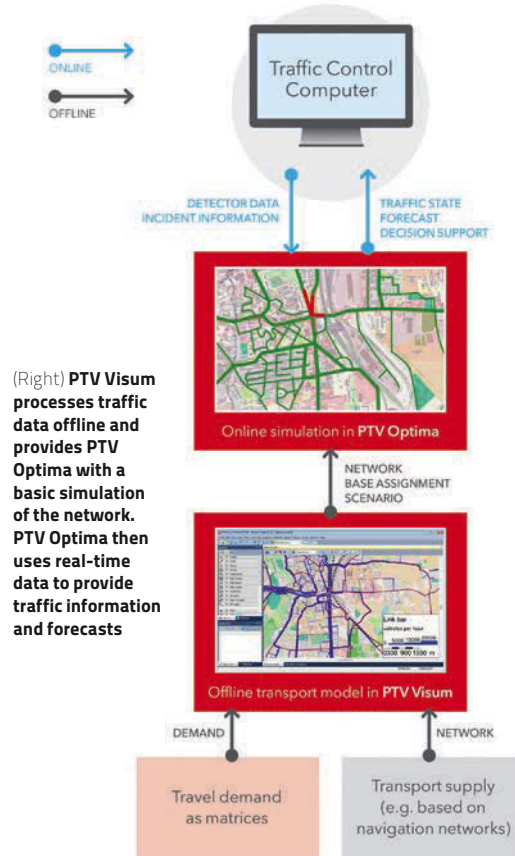 ONLINE
OFFLINE
Traffic Control
Computer
DETECTOR DATA
INCIDENT INFORMATION
TRAFFIC STATE
FORECAST
DECISION SUPPORT
Online simulation in PTV Optima
(Right) PTV Visum
processes traffic
data offline and
provides PTV
Optima with a
basic simulation
of the network.
PTV Optima then
uses real-time
data to provide
traffic information
and forecasts
NETWORK
BASE ASSIGNMENT
SCENARIO
Link bar
vehicles per hour
Offline transport model in PTV Visum
DEMAND
NETWORK
Travel demand
as matrices
Transport supply
(e.g. based on
navigation networks)